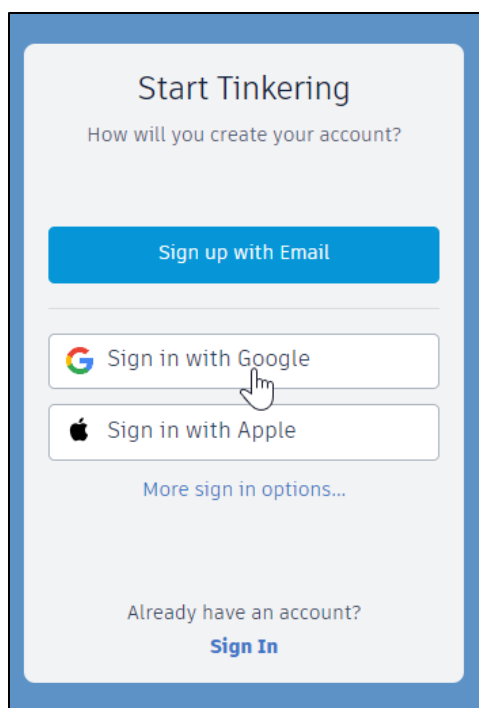 Start Tinkering
How will you create your account?
Sign up with Email
Sign in with Google
Sign in with Apple
More sign in options...
Already have an account?
Sign In